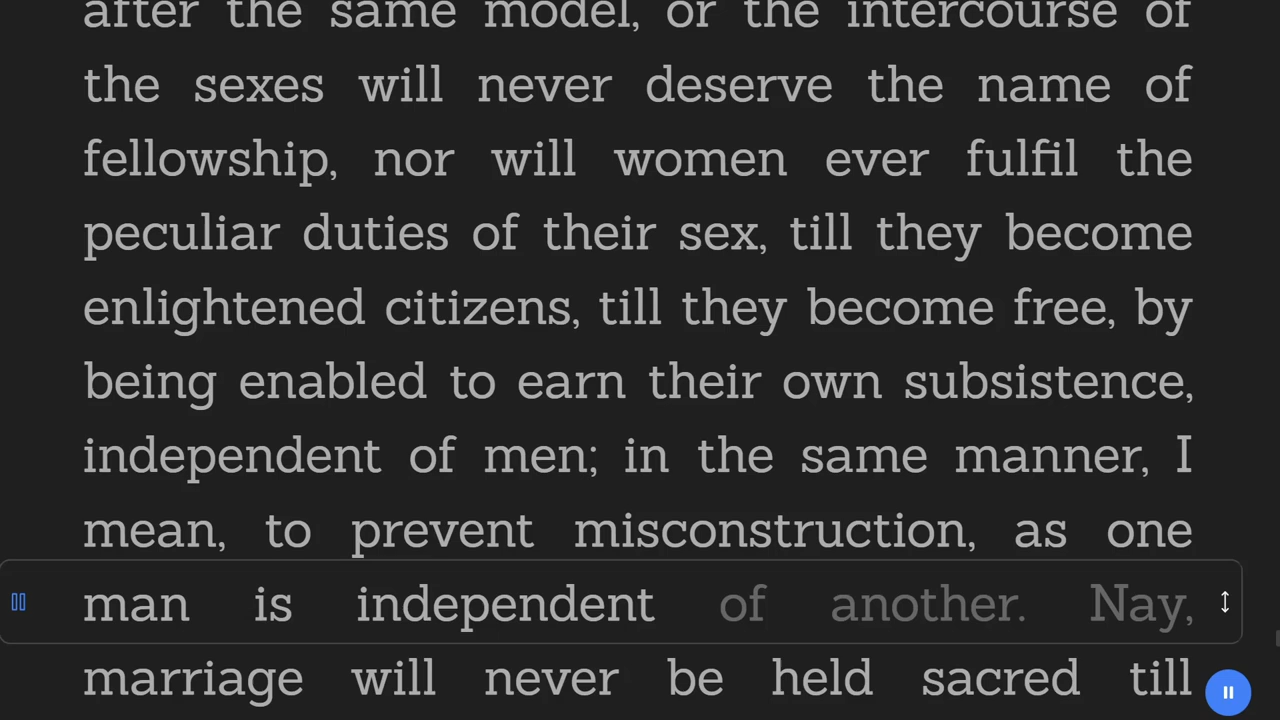 after the same model, or the intercourse of
the sexes will never deserve the name of
fellowship, nor will women ever fulfil the
peculiar duties of their sex, till they become
enlightened citizens, till they become free, by
being enabled to earn their own subsistence,
independent of men; in the same manner, I
mean, to prevent misconstruction, as one
man is independent of another. Nay,
marriage will never be held sacred till